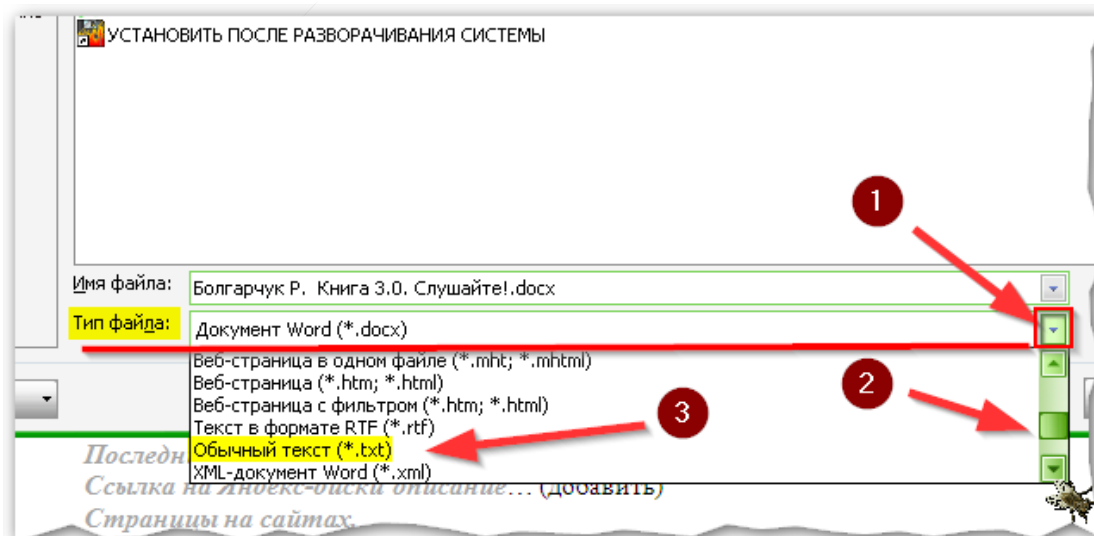 УСТАНОВИТЬ ПОСЛЕ РАЗВОРАЧИВАНИЯ СИСТЕМЫ
1
Имя файла: Болгарчук Р. Книга 3.0. Слушайте!.docx
Тип файла: Документ Word (*.docx)
Веб-страница в одном файле (*.mht; *.mhtml)
Веб-страница (*.htm; *.html)
2
Веб-страница с фильтром (*.htm; *.html)
3
Текст в формате RTF (*.rtf)
Обычный текст (*.txt)
XML-документ Word (*.xml)
Ссылка на Яндекс-диски описание... (добавить)
Страницы на сайтах.